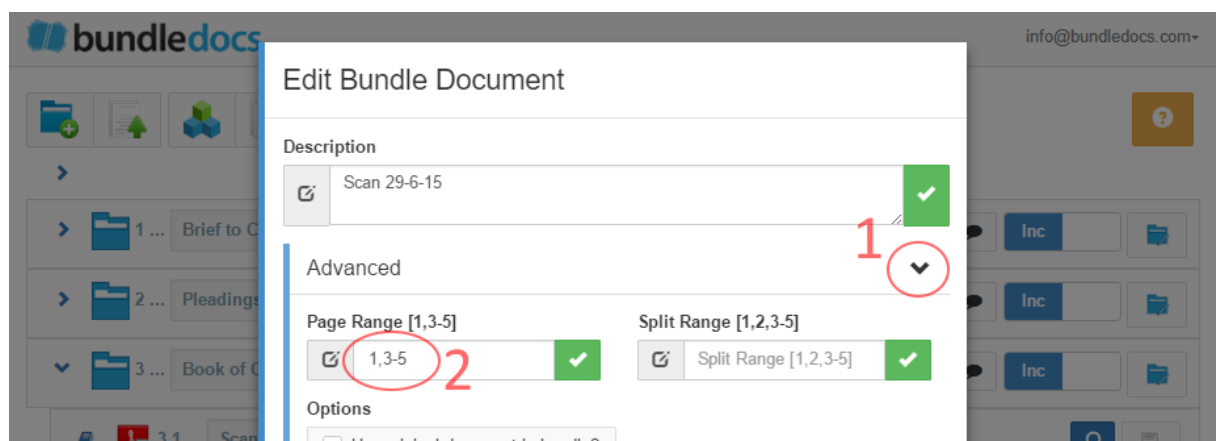 bundledocs
info@bundledocs.com
Edit Bundle Document
Description
Scan 29-6-15
1 ... Brief to C
Inc
1
Advanced
2 ... Pleadings
Inc
Page Range [1,3-5]
Split Range [1,2,3-5]
1,3-5
2
Split Range [1,2,3-5]
3 ... Book of
Inc
Options
3.1 Scan